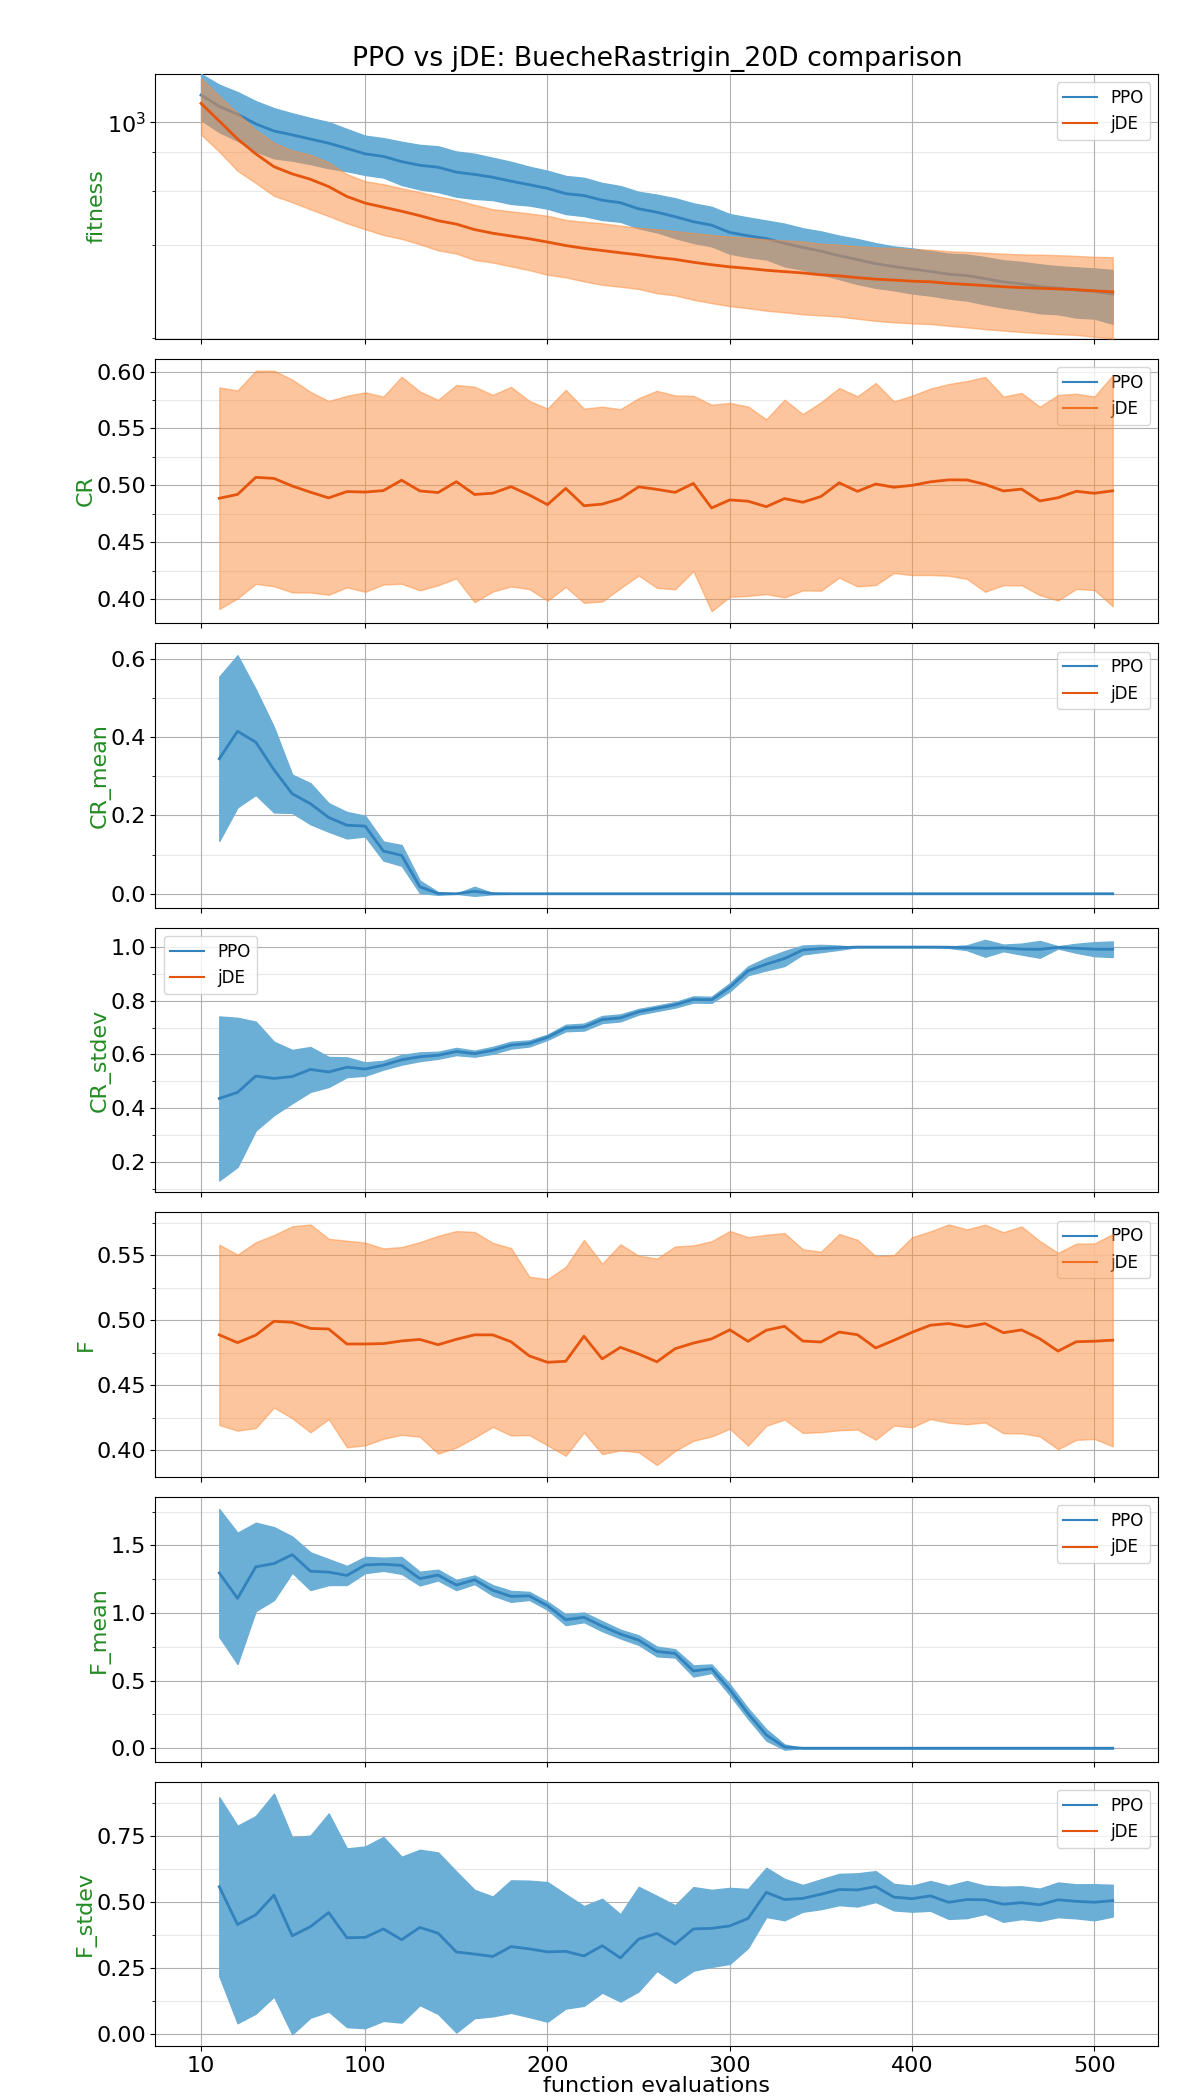 PPO vs jDE: BuecheRastrigin_20D comparison
10³
fitness
PPO
jDE
0.60
0.55
0.50
0.45
0.40
CR
PPO
jDE
0.6
0.4
0.2
0.0
CR_mean
PPO
jDE
1.0
0.8
0.6
0.4
0.2
CR_stdev
PPO
jDE
0.55
0.50
0.45
0.40
F
PPO
jDE
1.5
1.0
0.5
0.0
F_mean
PPO
jDE
0.75
0.50
0.25
0.00
F_stdev
PPO
jDE
10 100 200 300 400 500
function evaluations